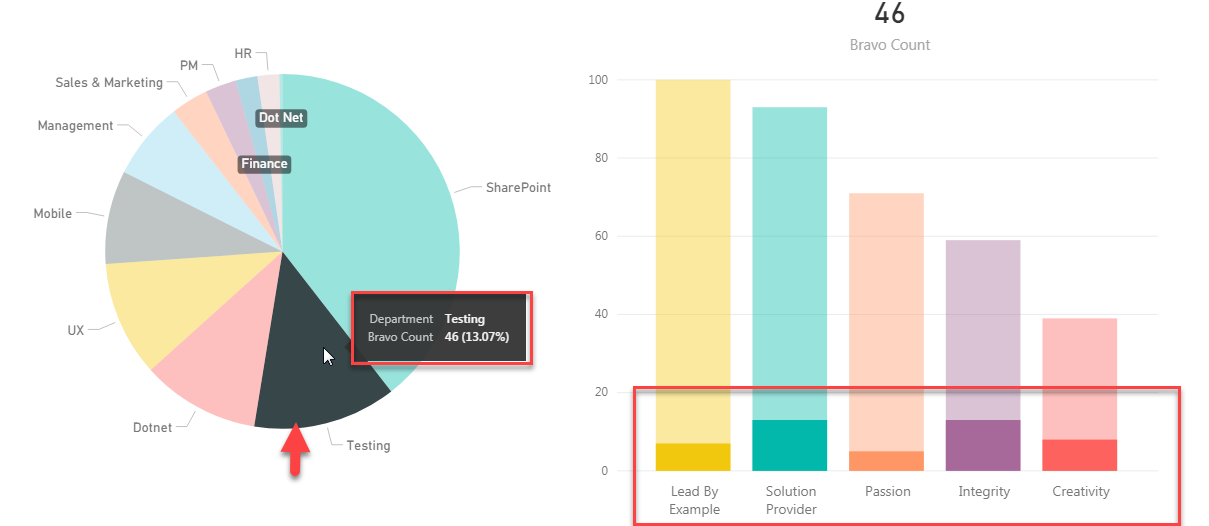 HR
PM
Sales & Marketing
Dot Net
Management
Finance
SharePoint
Mobile
Department Testing
Bravo Count 46 (13.07%)
UX
Dotnet
Testing
46
Bravo Count
100
80
60
40
20
0
Lead By
Example
Solution
Provider
Passion
Integrity
Creativity